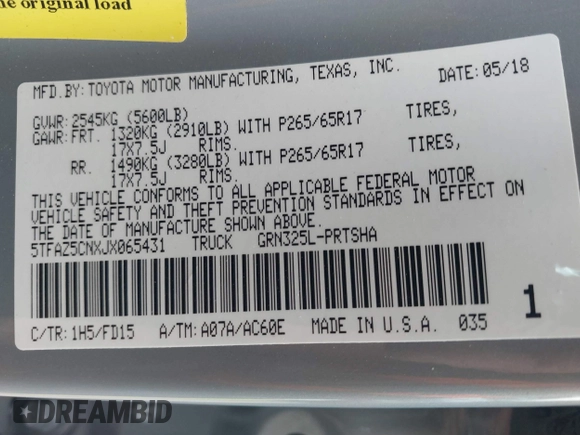 he original load
MFD.BY: TOYOTA MOTOR MANUFACTURING, TEXAS, INC. DATE: 05/18
GVWR: 2545KG (5600LB)
GAWR: FRT. 1320KG (2910LB) WITH P265/65R17 TIRES,
17X7.5J RIMS.
RR. 1490KG (3280LB) WITH P265/65R17 TIRES,
17X7.5J RIMS.
THIS VEHICLE CONFORMS TO ALL APPLICABLE FEDERAL MOTOR
VEHICLE SAFETY AND THEFT PREVENTION STANDARDS IN EFFECT ON
THE DATE OF MANUFACTURE SHOWN ABOVE.
5TFAZ5CNXJX065431 TRUCK GRN325L-PRTSHA
1
C/TR: 1H5/FD15 A/TM: A07A/AC60E MADE IN U.S.A. 035
DREAMBID